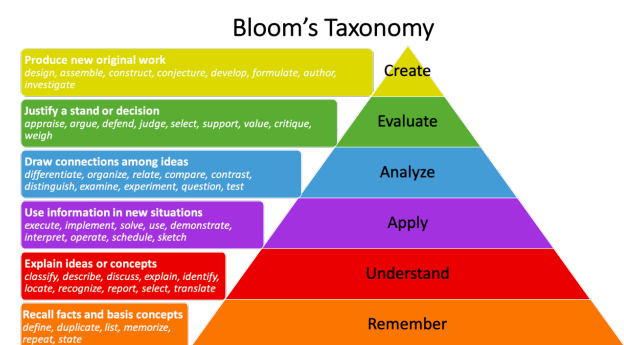 Bloom's Taxonomy
Produce new original work
design, assemble, construct, conjecture, develop, formulate, author,
investigate
Create
Justify a stand or decision
appraise, argue, defend, judge, select, support, value, critique,
weigh
Evaluate
Draw connections among ideas
differentiate, organize, relate, compare, contrast,
distinguish, examine, experiment, question, test
Analyze
Use information in new situations
execute, implement, solve, use, demonstrate,
interpret, operate, schedule, sketch
Apply
Explain ideas or concepts
classify, describe, discuss, explain, identify,
locate, recognize, report, select, translate
Understand
Recall facts and basis concepts
define, duplicate, list, memorize,
repeat, state
Remember